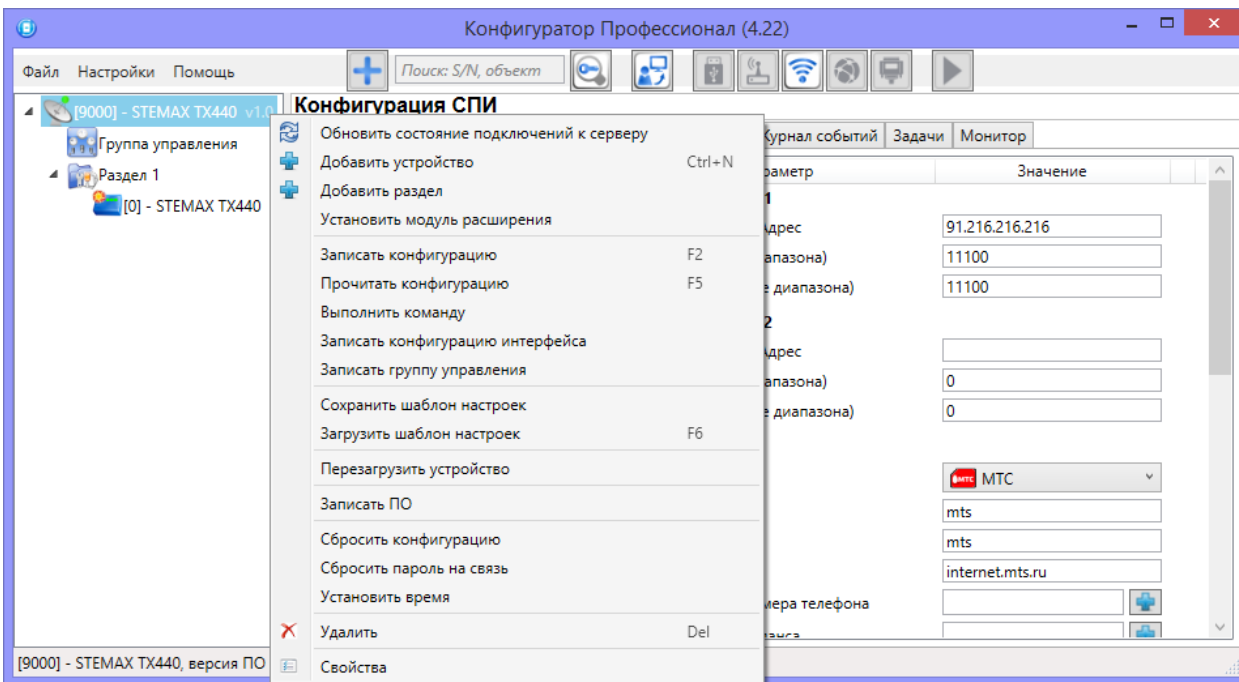 Конфигуратор Профессионал (4.22)
Файл Настройки Помощь Поиск: S/N, объект
[9000] - STEMAX TX440 v1.0
Группа управления
Раздел 1
[0] - STEMAX TX440
Конфигурация СПИ
Обновить состояние подключений к серверу
Добавить устройство Ctrl+N
Добавить раздел
Установить модуль расширения
Записать конфигурацию F2
Прочитать конфигурацию F5
Выполнить команду
Записать конфигурацию интерфейса
Записать группу управления
Сохранить шаблон настроек
Загрузить шаблон настроек F6
Перезагрузить устройство
Записать ПО
Сбросить конфигурацию
Сбросить пароль на связь
Установить время
Удалить Del
Свойства
Журнал событий Задачи Монитор
раметр Значение
1
Адрес 91.216.216.216
апазона) 11100
е диапазона) 11100
2
Адрес
апазона) 0
е диапазона) 0
МТС МТС
mts
mts
internet.mts.ru
мера телефона
[9000] - STEMAX TX440, версия ПО